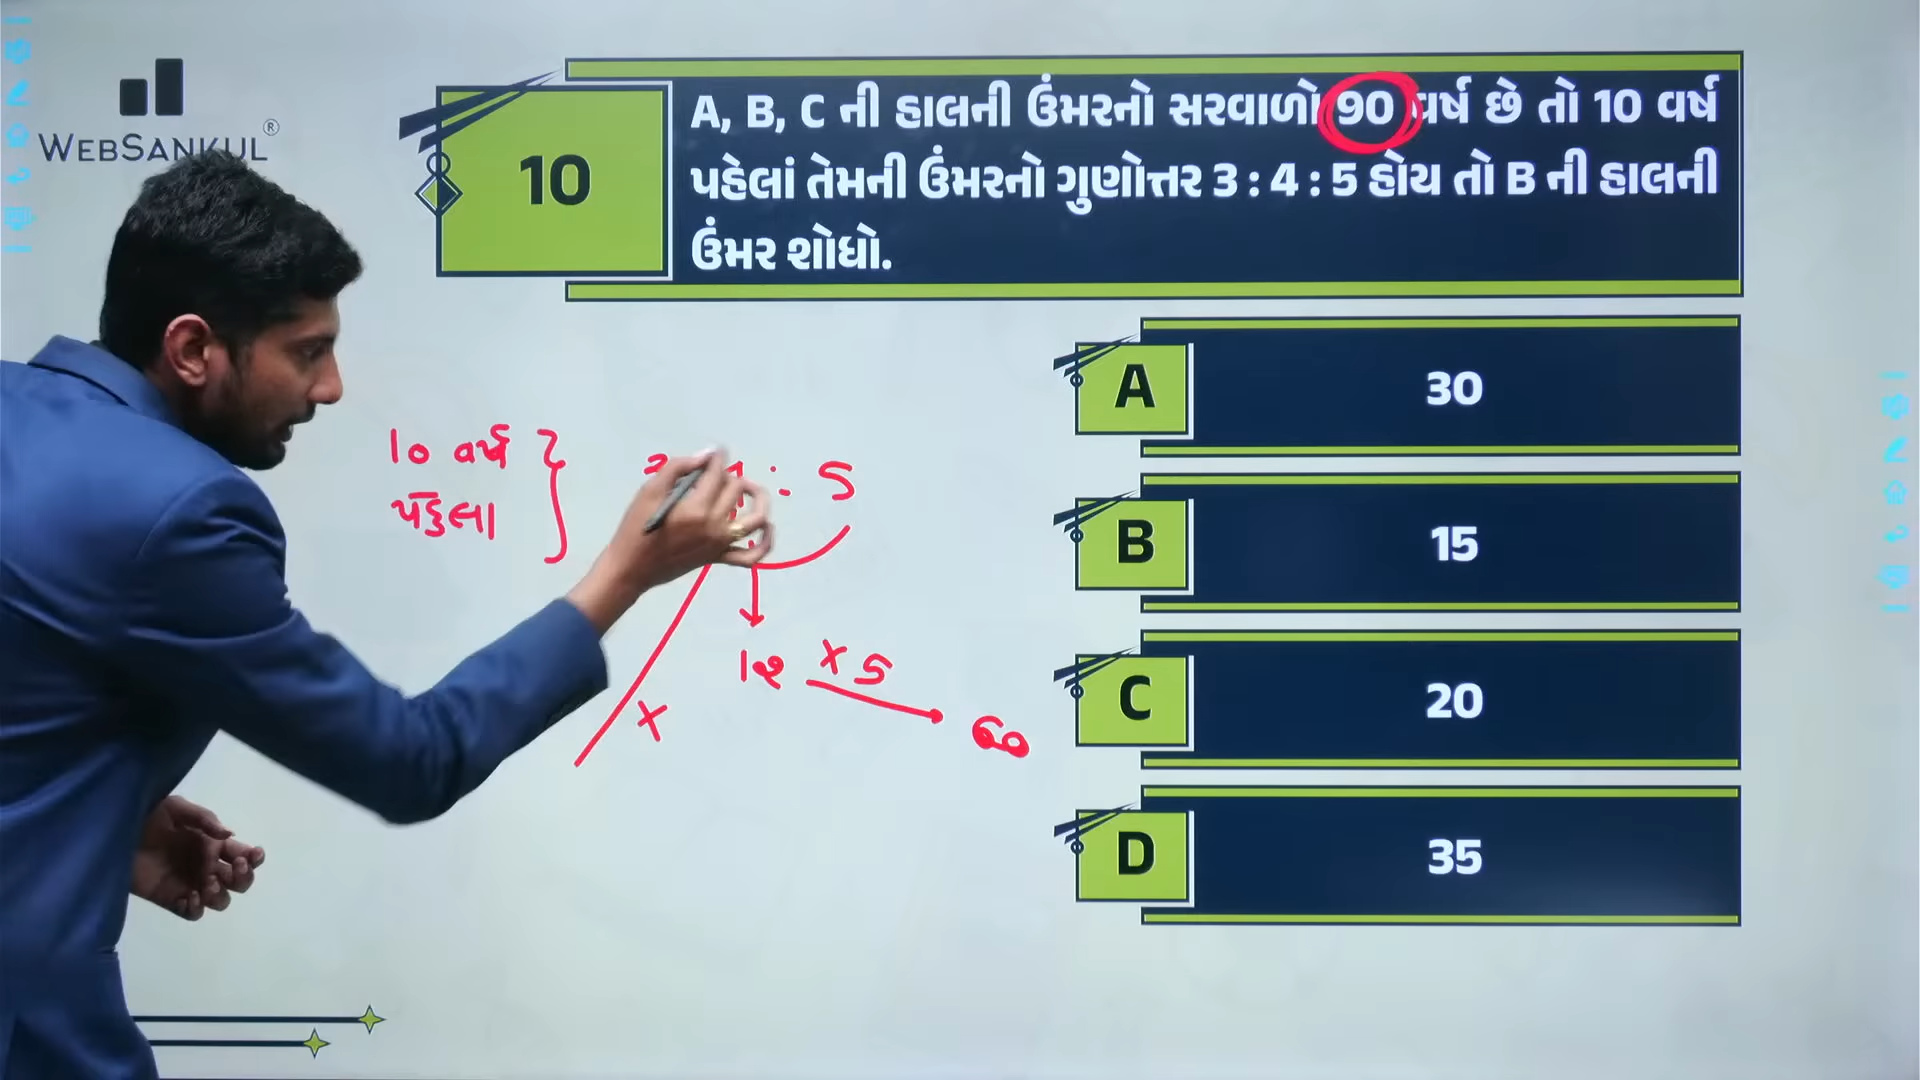 WEBSANKUL®
10
A, B, C ની હાલની ઉંમરનો સરવાળો 90 વર્ષ છે તો 10 વર્ષ
પહેલાં તેમની ઉંમરનો ગુણોત્તર 3 : 4 : 5 હોય તો B ની હાલની
ઉંમર શોધો.
A
30
B
15
C
20
D
35
10 વર્ષ
પહેલા
: 5
૧૨ × 5
૬૦
×